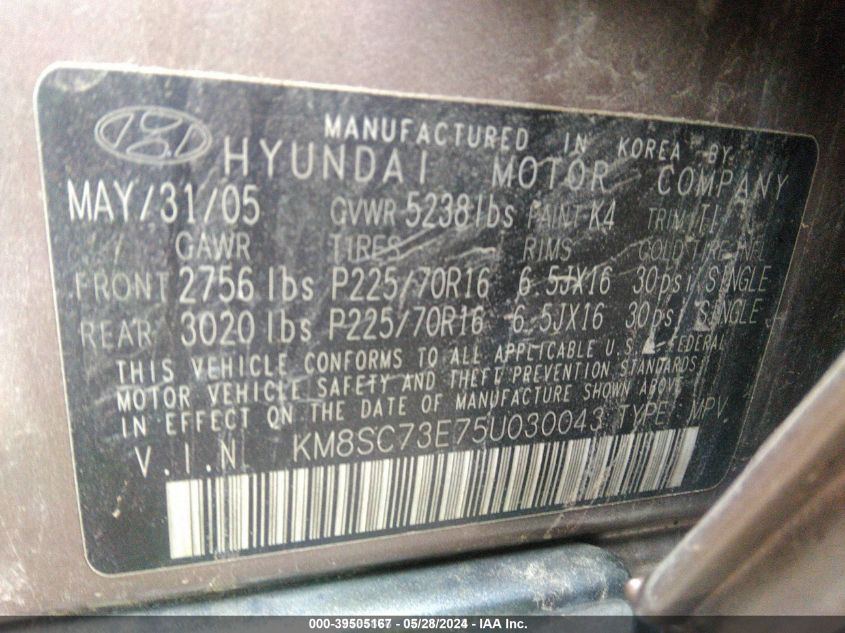 MANUFACTURED IN KOREA BY
HYUNDAI MOTOR COMPANY
MAY/31/05 GVWR 5238lbs PAINT K4 TRIM TI
/ GAWR TIRES RIMS COLD TIRE INFL
FRONT 2756 lbs P225/70R16 6.5JX16 30psi SINGLE
REAR 3020 lbs P225/70R16 6.5JX16 30psi SINGLE
THIS VEHICLE CONFORMS TO ALL APPLICABLE U.S. FEDERAL
MOTOR VEHICLE SAFETY AND THEFT PREVENTION STANDARDS
IN EFFECT ON THE DATE OF MANUFACTURE SHOWN ABOVE
V.I.N KM8SC73E75U030043 TYPE: MPV
000-39505167 — 05/28/2024 — IAA Inc.